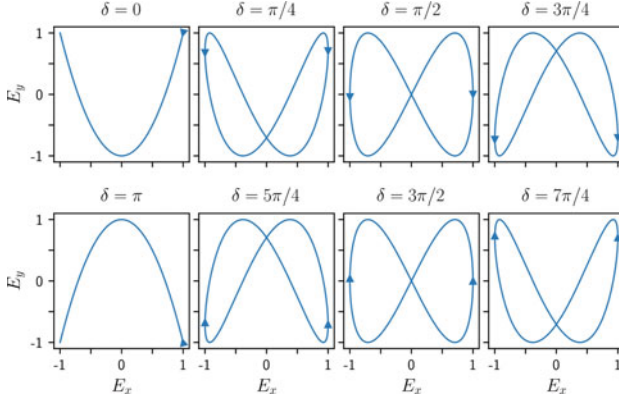 δ = 0 δ = π/4 δ = π/2 δ = 3π/4
1
0
-1
E_y
δ = π δ = 5π/4 δ = 3π/2 δ = 7π/4
1
0
-1
E_y
-1 0 1 -1 0 1 -1 0 1 -1 0 1
E_x E_x E_x E_x